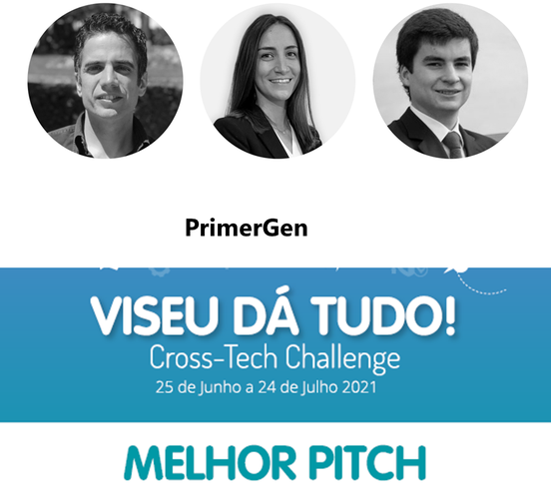 PrimerGen
VISEU DÁ TUDO!
Cross-Tech Challenge
25 de Junho a 24 de Julho 2021
MELHOR PITCH